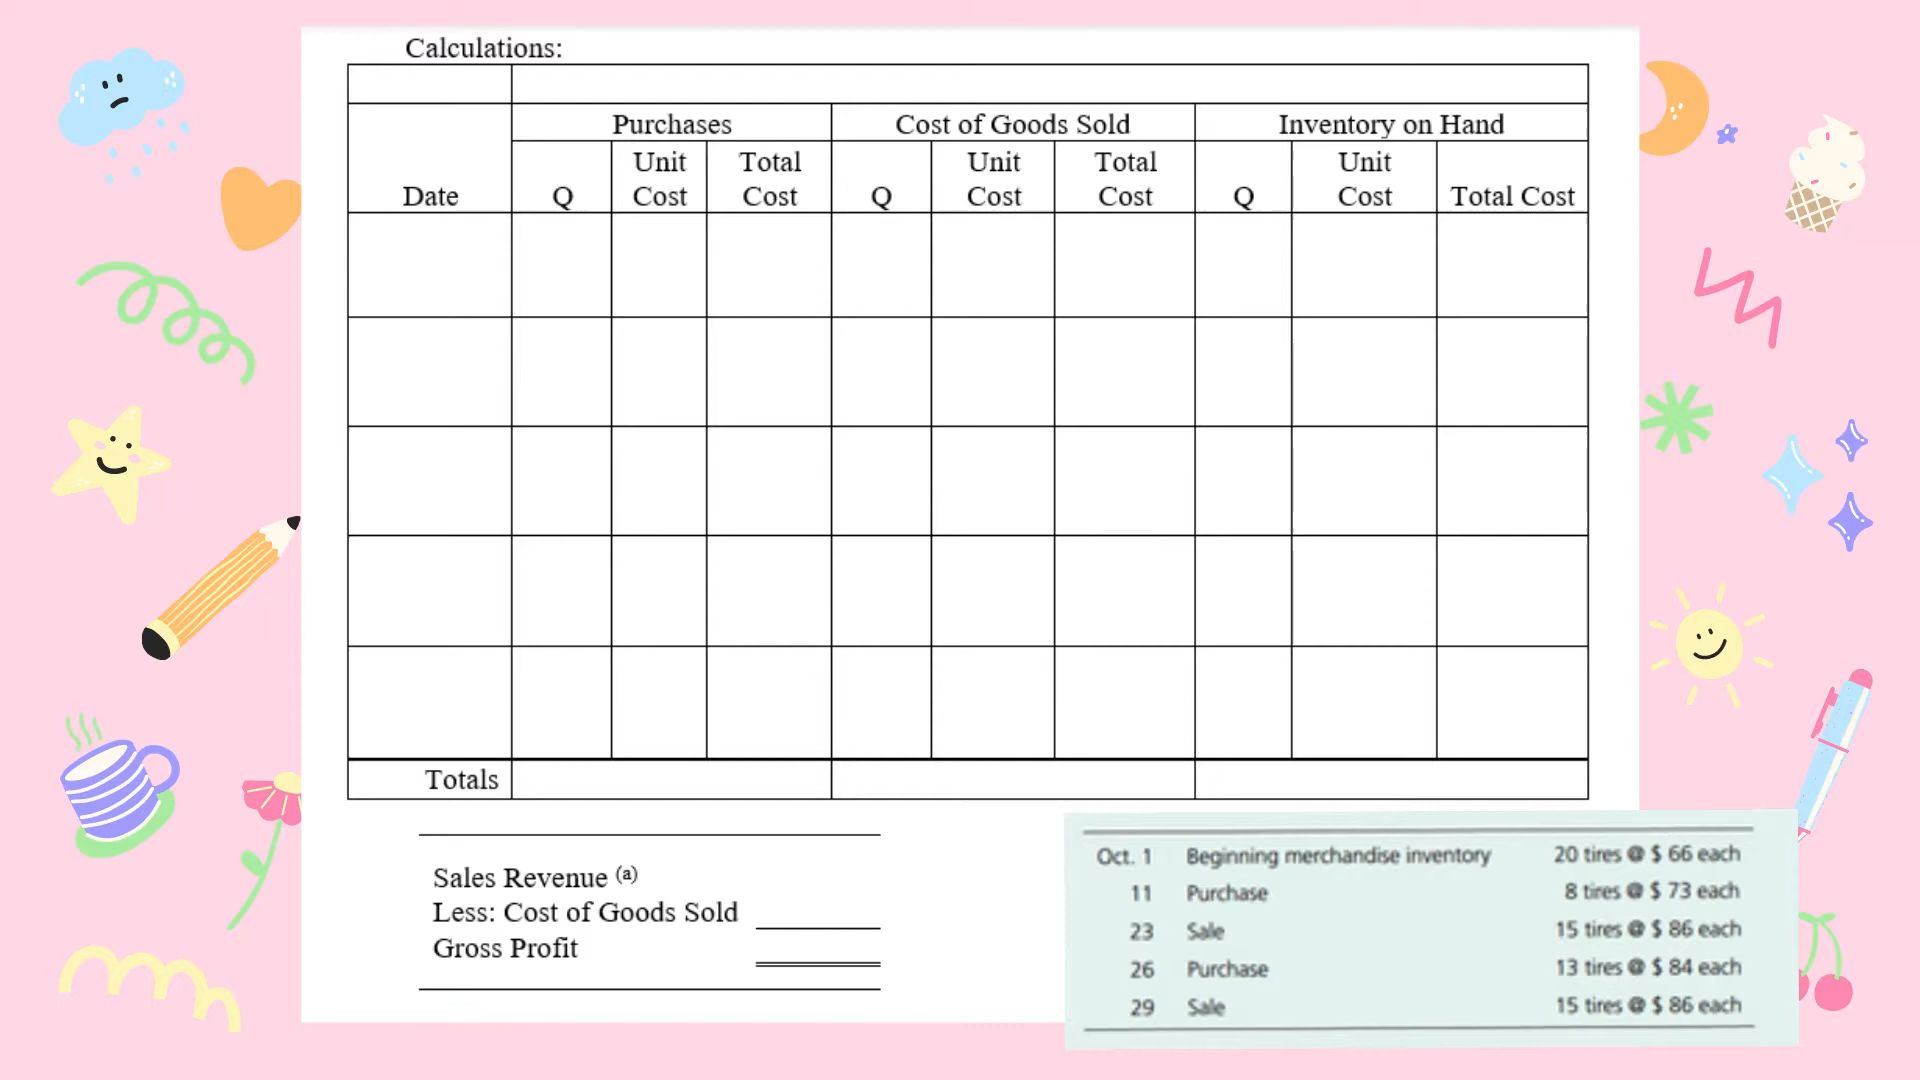 Calculations:
Purchases Cost of Goods Sold Inventory on Hand
Date Q Unit Cost Total Cost Q Unit Cost Total Cost Q Unit Cost Total Cost
Totals
Sales Revenue (a)
Less: Cost of Goods Sold
Gross Profit
Oct. 1 Beginning merchandise inventory 20 tires @ $ 66 each
11 Purchase 8 tires @ $ 73 each
23 Sale 15 tires @ $ 86 each
26 Purchase 13 tires @ $ 84 each
29 Sale 15 tires @ $ 86 each